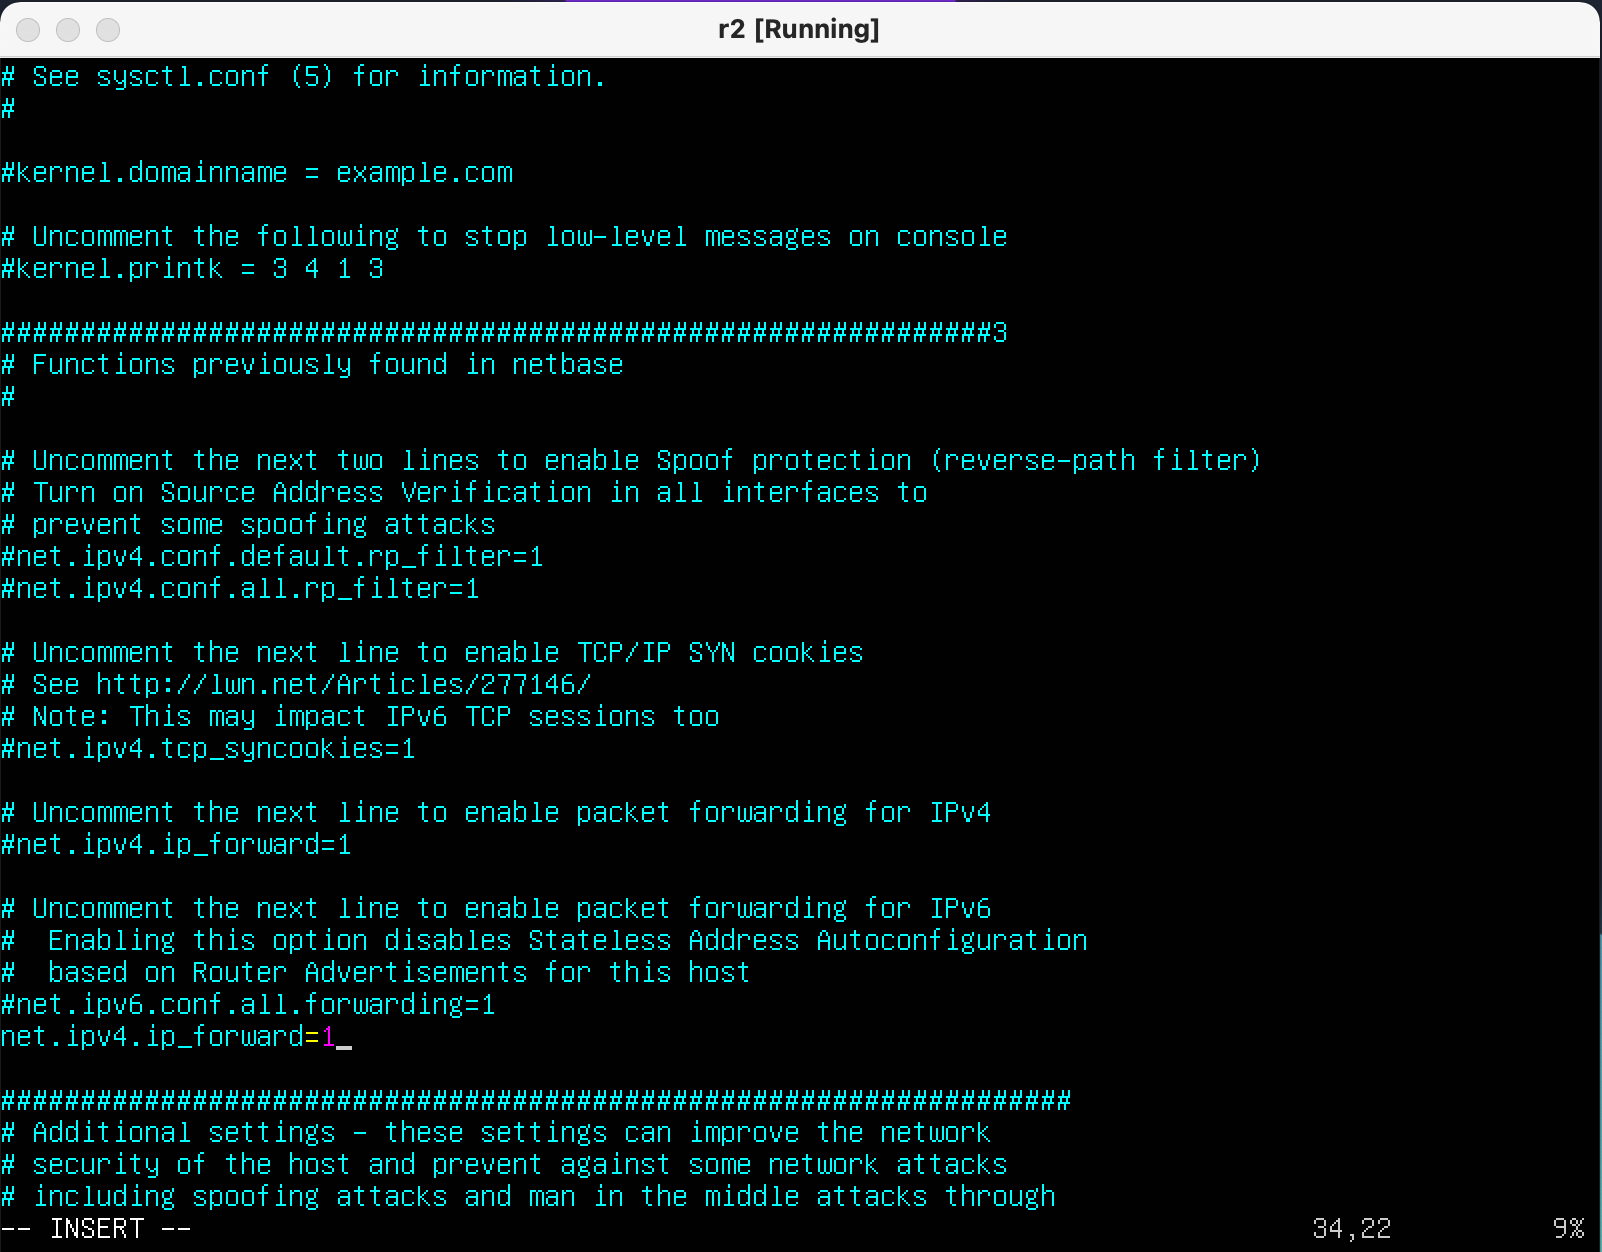 r2 [Running]
# See sysctl.conf (5) for information.
#
#kernel.domainname = example.com
# Uncomment the following to stop low-level messages on console
#kernel.printk = 3 4 1 3
##############################################################3
# Functions previously found in netbase
#
# Uncomment the next two lines to enable Spoof protection (reverse-path filter)
# Turn on Source Address Verification in all interfaces to
# prevent some spoofing attacks
#net.ipv4.conf.default.rp_filter=1
#net.ipv4.conf.all.rp_filter=1
# Uncomment the next line to enable TCP/IP SYN cookies
# See http://lwn.net/Articles/277146/
# Note: This may impact IPv6 TCP sessions too
#net.ipv4.tcp_syncookies=1
# Uncomment the next line to enable packet forwarding for IPv4
#net.ipv4.ip_forward=1
# Uncomment the next line to enable packet forwarding for IPv6
#  Enabling this option disables Stateless Address Autoconfiguration
#  based on Router Advertisements for this host
#net.ipv6.conf.all.forwarding=1
net.ipv4.ip_forward=1_
###################################################################
# Additional settings - these settings can improve the network
# security of the host and prevent against some network attacks
# including spoofing attacks and man in the middle attacks through
-- INSERT -- 34,22 9%